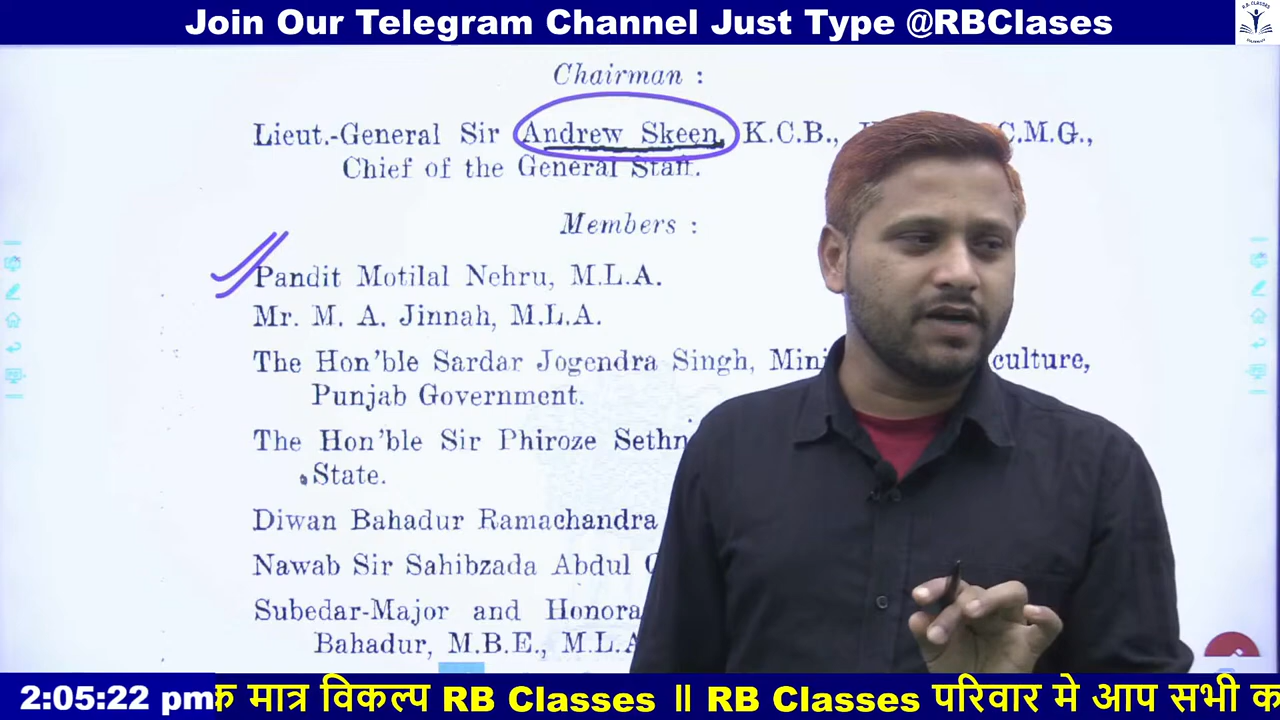 Join Our Telegram Channel Just Type @RBClases
Chairman :
Lieut.-General Sir Andrew Skeen, K.C.B., C.M.G.,
Chief of the General Staff.
Members :
Pandit Motilal Nehru, M.L.A.
Mr. M. A. Jinnah, M.L.A.
The Hon'ble Sardar Jogendra Singh, Mini culture,
Punjab Government.
The Hon'ble Sir Phiroze Sethn
State.
Diwan Bahadur Ramachandra
Nawab Sir Sahibzada Abdul
Subedar-Major and Honora
Bahadur, M.B.E., M.L.A
2:05:22 pm
क मात्र विकल्प RB Classes ॥ RB Classes परिवार मे आप सभी क